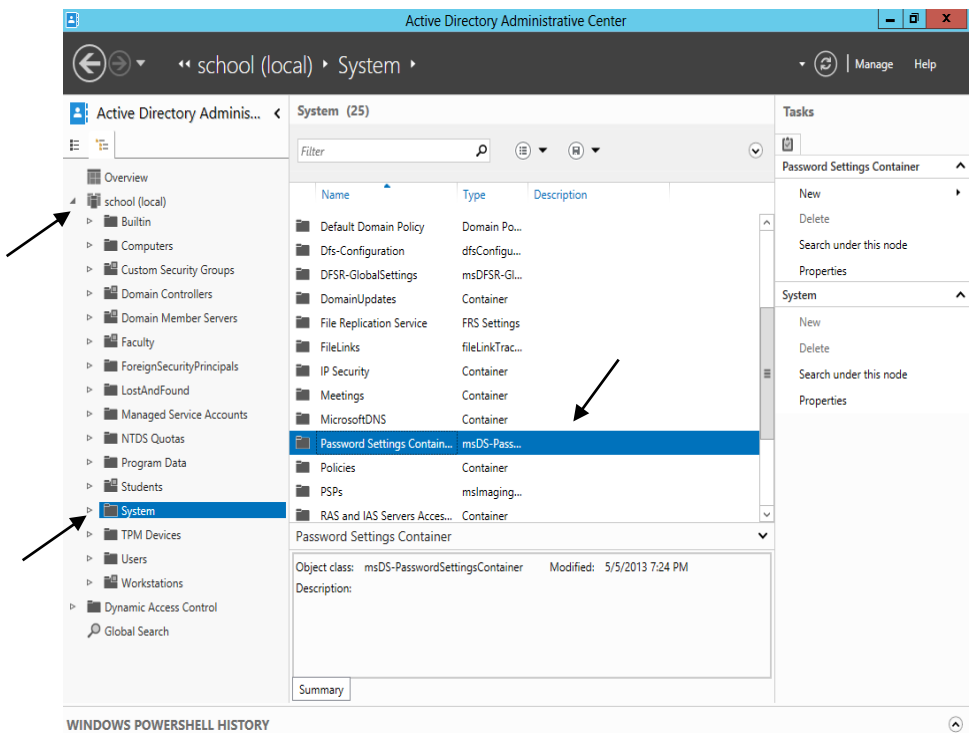 Active Directory Administrative Center
school (local) System
Manage Help
Active Directory Adminis...
Overview
school (local)
Builtin
Computers
Custom Security Groups
Domain Controllers
Domain Member Servers
Faculty
ForeignSecurityPrincipals
LostAndFound
Managed Service Accounts
NTDS Quotas
Program Data
Students
System
TPM Devices
Users
Workstations
Dynamic Access Control
Global Search
System (25)
Filter
Name Type Description
Default Domain Policy Domain Po...
Dfs-Configuration dfsConfigu...
DFSR-GlobalSettings msDFSR-Gl...
DomainUpdates Container
File Replication Service FRS Settings
FileLinks fileLinkTrac...
IP Security Container
Meetings Container
MicrosoftDNS Container
Password Settings Contain... msDS-Pass...
Policies Container
PSPs msImaging...
RAS and IAS Servers Acces... Container
Password Settings Container
Object class: msDS-PasswordSettingsContainer Modified: 5/5/2013 7:24 PM
Description:
Summary
Tasks
Password Settings Container
New
Delete
Search under this node
Properties
System
New
Delete
Search under this node
Properties
WINDOWS POWERSHELL HISTORY